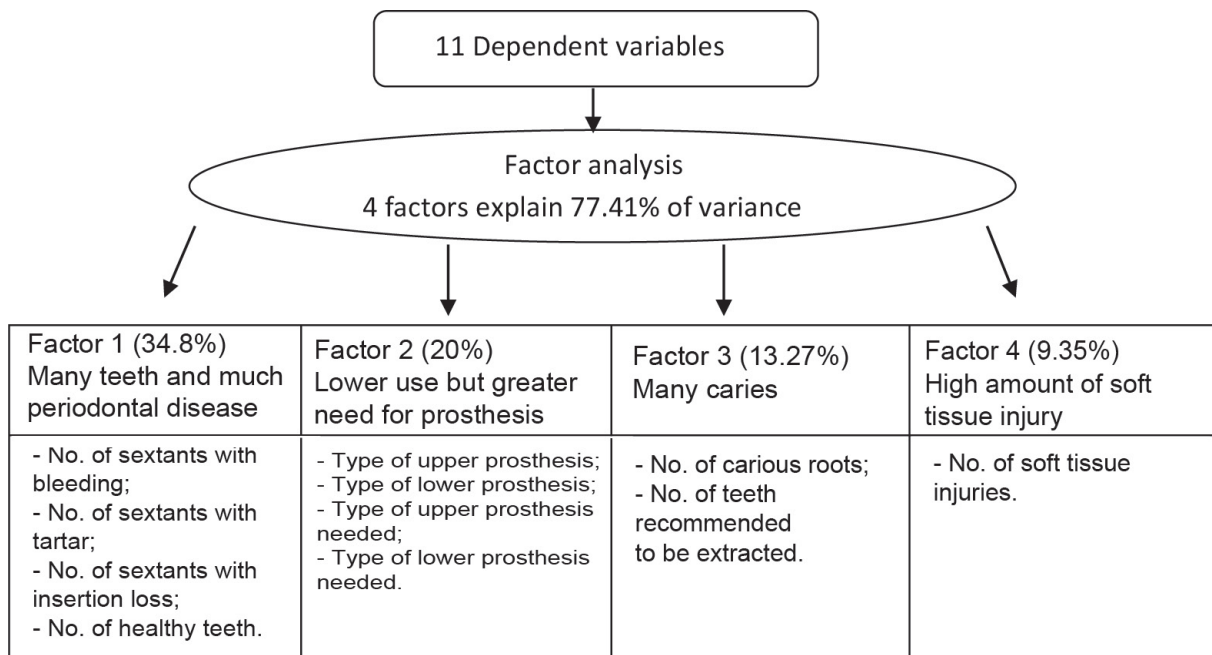 11 Dependent variables
Factor analysis
4 factors explain 77.41% of variance
Factor 1 (34.8%)
Many teeth and much
periodontal disease
Factor 2 (20%)
Lower use but greater
need for prosthesis
Factor 3 (13.27%)
Many caries
Factor 4 (9.35%)
High amount of soft
tissue injury
- No. of sextants with
bleeding;
- No. of sextants with
tartar;
- No. of sextants with
insertion loss;
- No. of healthy teeth.
- Type of upper prosthesis;
- Type of lower prosthesis;
- Type of upper prosthesis
needed;
- Type of lower prosthesis
needed.
- No. of carious roots;
- No. of teeth
recommended
to be extracted.
- No. of soft tissue
injuries.